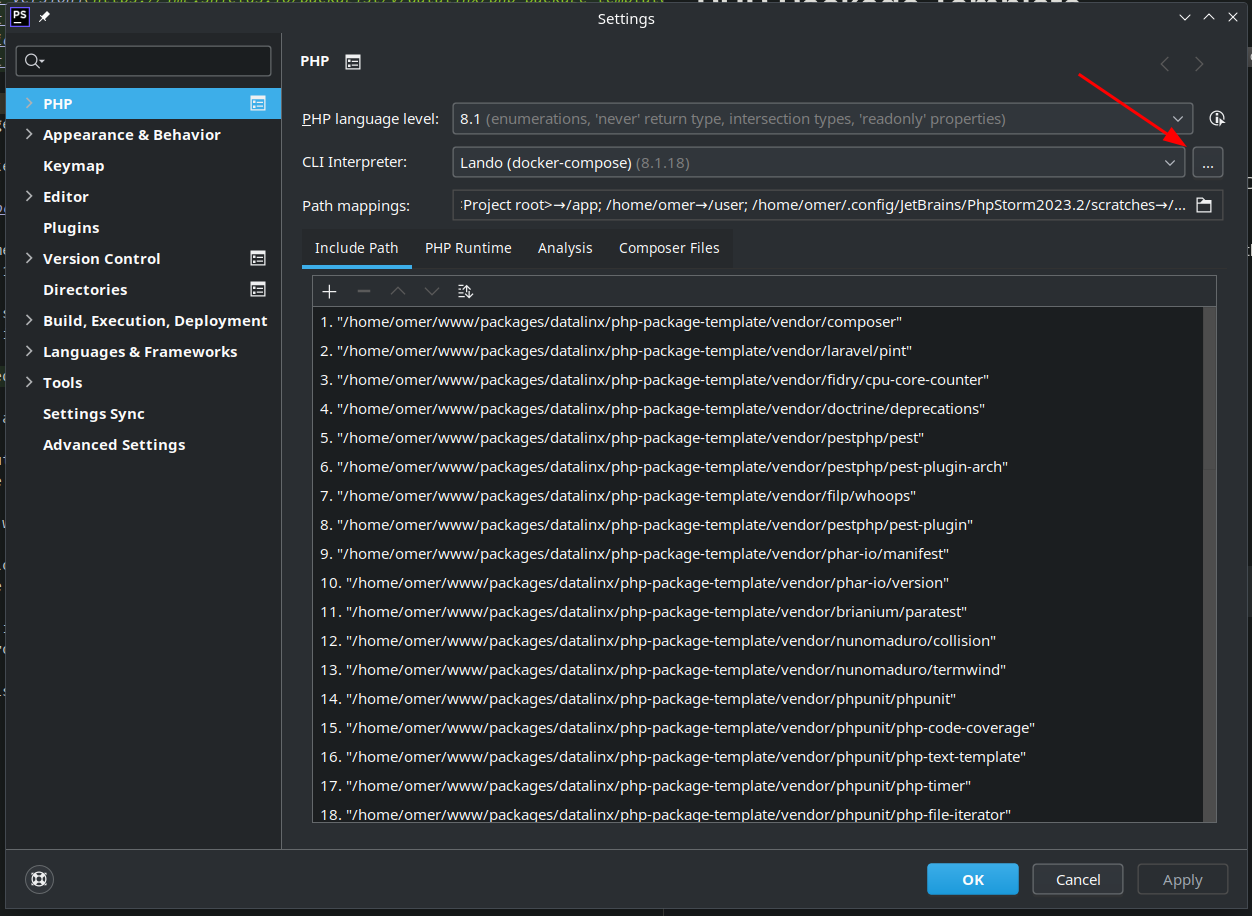 PS
Settings
PHP
PHP
Appearance & Behavior
Keymap
Editor
Plugins
Version Control
Directories
Build, Execution, Deployment
Languages & Frameworks
Tools
Settings Sync
Advanced Settings
PHP language level: 8.1 (enumerations, 'never' return type, intersection types, 'readonly' properties)
CLI Interpreter: Lando (docker-compose) (8.1.18) ...
Path mappings: :Project root>→/app; /home/omer→/user; /home/omer/.config/JetBrains/PhpStorm2023.2/scratches→/...
Include Path PHP Runtime Analysis Composer Files
1. "/home/omer/www/packages/datalinx/php-package-template/vendor/composer"
2. "/home/omer/www/packages/datalinx/php-package-template/vendor/laravel/pint"
3. "/home/omer/www/packages/datalinx/php-package-template/vendor/fidry/cpu-core-counter"
4. "/home/omer/www/packages/datalinx/php-package-template/vendor/doctrine/deprecations"
5. "/home/omer/www/packages/datalinx/php-package-template/vendor/pestphp/pest"
6. "/home/omer/www/packages/datalinx/php-package-template/vendor/pestphp/pest-plugin-arch"
7. "/home/omer/www/packages/datalinx/php-package-template/vendor/filp/whoops"
8. "/home/omer/www/packages/datalinx/php-package-template/vendor/pestphp/pest-plugin"
9. "/home/omer/www/packages/datalinx/php-package-template/vendor/phar-io/manifest"
10. "/home/omer/www/packages/datalinx/php-package-template/vendor/phar-io/version"
11. "/home/omer/www/packages/datalinx/php-package-template/vendor/brianium/paratest"
12. "/home/omer/www/packages/datalinx/php-package-template/vendor/nunomaduro/collision"
13. "/home/omer/www/packages/datalinx/php-package-template/vendor/nunomaduro/termwind"
14. "/home/omer/www/packages/datalinx/php-package-template/vendor/phpunit/phpunit"
15. "/home/omer/www/packages/datalinx/php-package-template/vendor/phpunit/php-code-coverage"
16. "/home/omer/www/packages/datalinx/php-package-template/vendor/phpunit/php-text-template"
17. "/home/omer/www/packages/datalinx/php-package-template/vendor/phpunit/php-timer"
18. "/home/omer/www/packages/datalinx/php-package-template/vendor/phpunit/php-file-iterator"
OK Cancel Apply